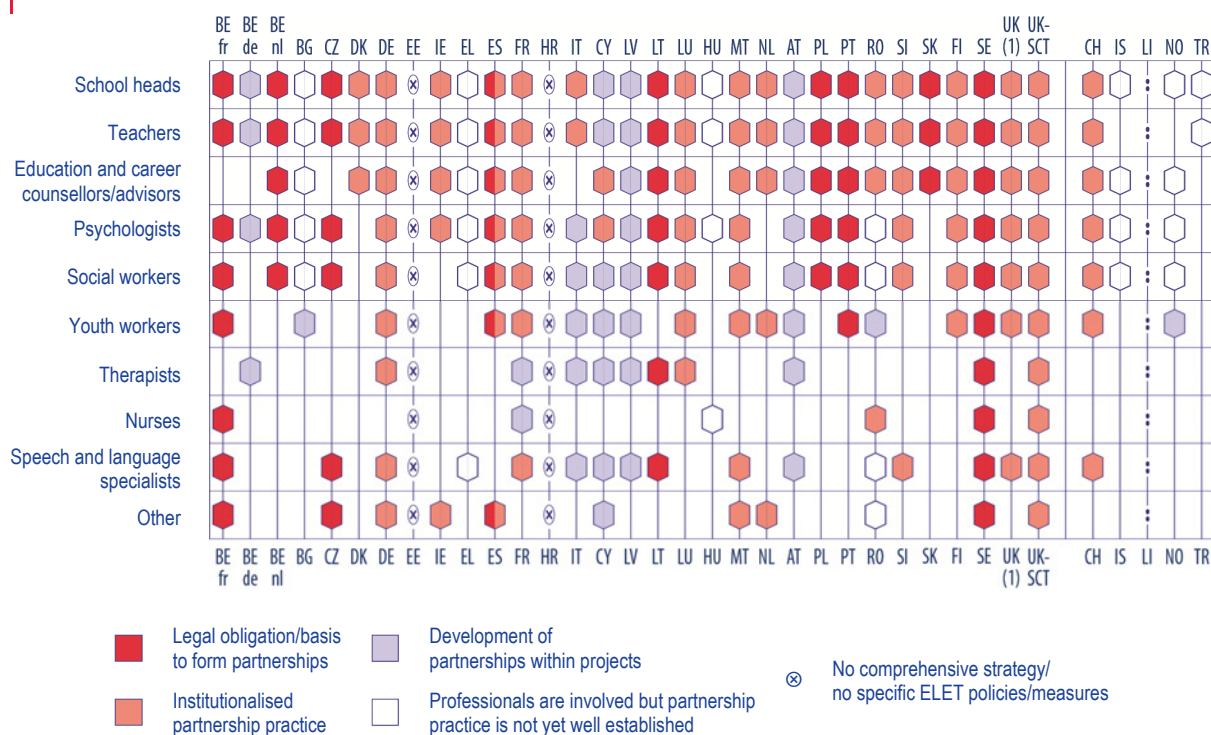 BE BE BE UK UK-
fr de nl BG CZ DK DE EE IE EL ES FR HR IT CY LV LT LU HU MT NL AT PL PT RO SI SK FI SE (1) SCT CH IS LI NO TR
School heads
Teachers
Education and career
counsellors/advisors
Psychologists
Social workers
Youth workers
Therapists
Nurses
Speech and language
specialists
Other
BE BE BE BG CZ DK DE EE IE EL ES FR HR IT CY LV LT LU HU MT NL AT PL PT RO SI SK FI SE UK UK- CH IS LI NO TR
fr de nl (1) SCT
Legal obligation/basis
to form partnerships
Development of
partnerships within projects
Institutionalised
partnership practice
Professionals are involved but partnership
practice is not yet well established
No comprehensive strategy/
no specific ELET policies/measures